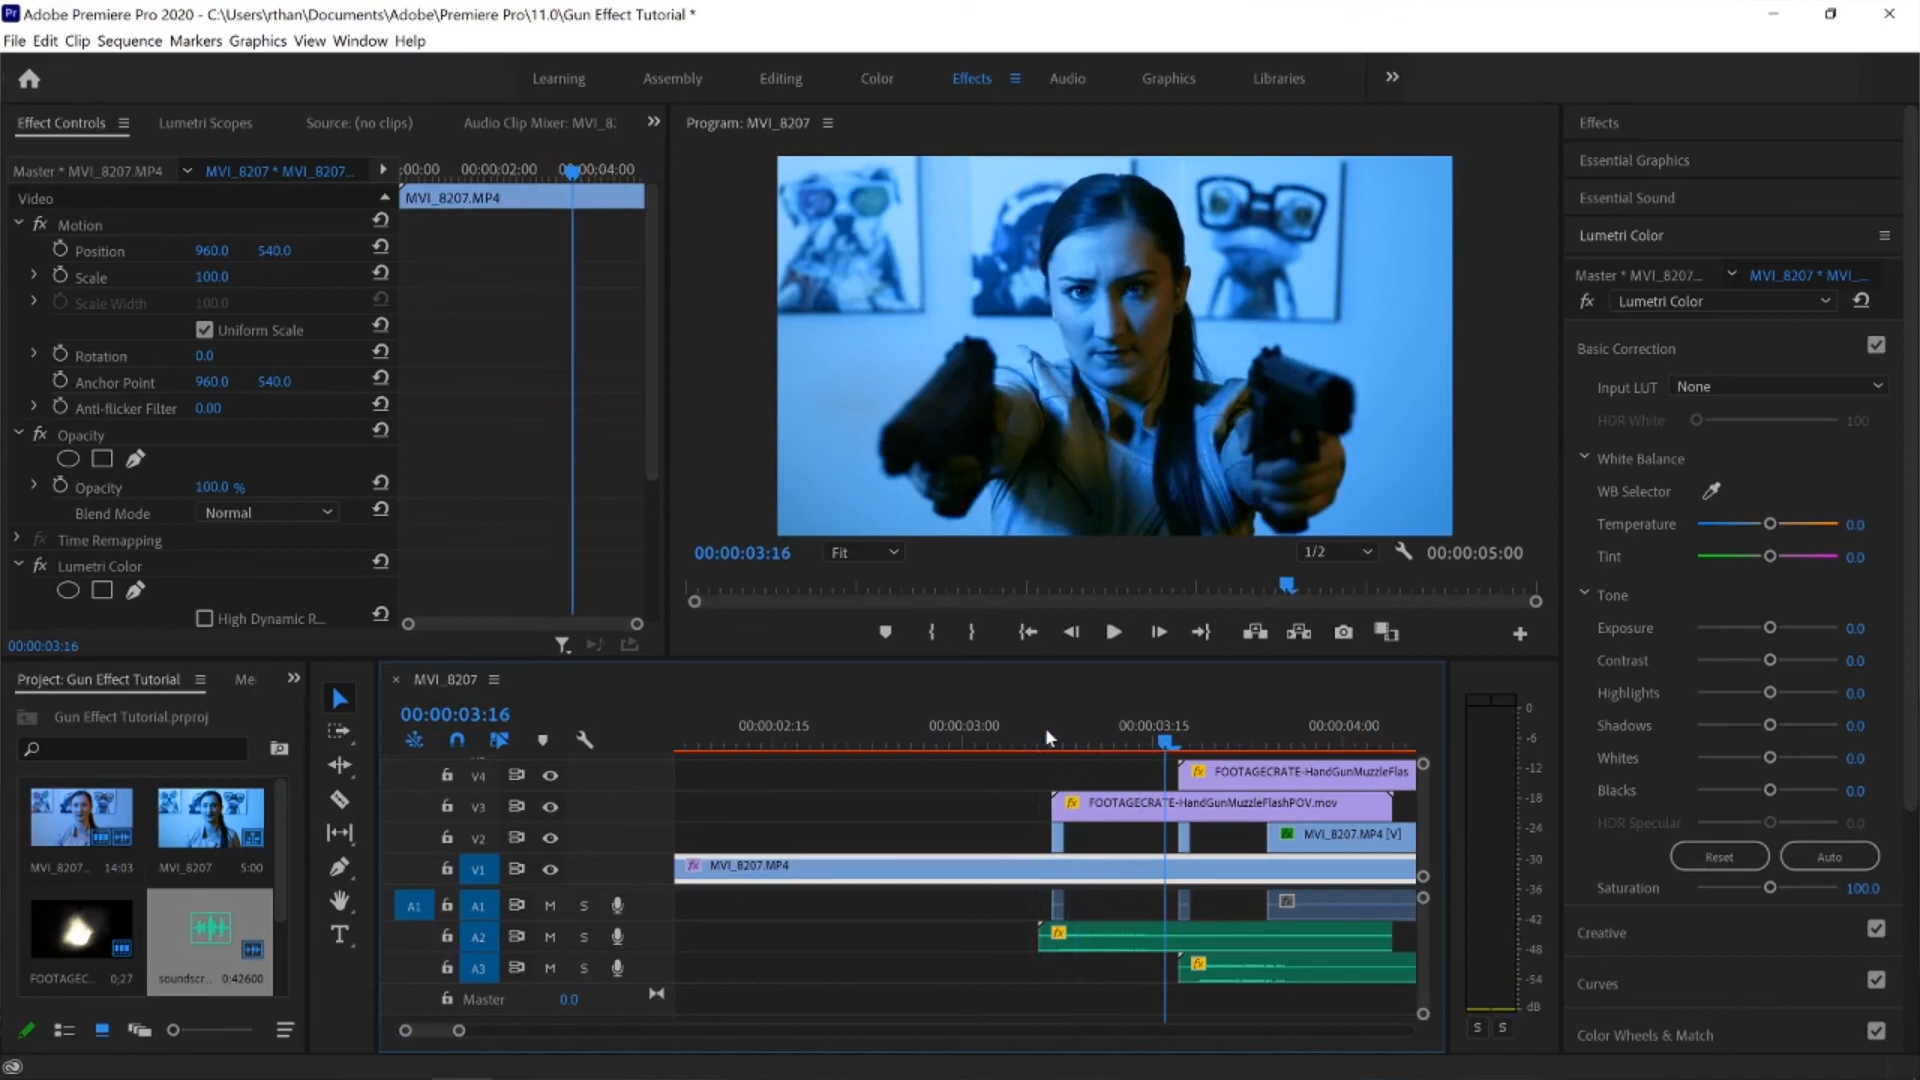 Adobe Premiere Pro 2020 - C:\Users\rthan\Documents\Adobe\Premiere Pro\11.0\Gun Effect Tutorial *
File Edit Clip Sequence Markers Graphics View Window Help
Learning Assembly Editing Color Effects Audio Graphics Libraries
Effect Controls Lumetri Scopes Source: (no clips) Audio Clip Mixer: MVI_8:
Program: MVI_8207
Effects
Essential Graphics
Essential Sound
Lumetri Color
Master * MVI_8207.MP4 MVI_8207 * MVI_8207...
:00:00 00:00:02:00 00:00:04:00
Video
MVI_8207.MP4
fx Motion
Position 960.0 540.0
Scale 100.0
Scale Width 100.0
Uniform Scale
Rotation 0.0
Anchor Point 960.0 540.0
Anti-flicker Filter 0.00
fx Opacity
Opacity 100.0 %
Blend Mode Normal
fx Time Remapping
fx Lumetri Color
High Dynamic R...
00:00:03:16
00:00:03:16 Fit 1/2 00:00:05:00
Master * MVI_8207... MVI_8207 * MVI_...
fx Lumetri Color
Basic Correction
Input LUT None
HDR White 100
White Balance
WB Selector
Temperature 0.0
Tint 0.0
Tone
Exposure 0.0
Contrast 0.0
Highlights 0.0
Shadows 0.0
Whites 0.0
Blacks 0.0
HDR Specular 0.0
Reset Auto
Saturation 100.0
Creative
Curves
Color Wheels & Match
Project: Gun Effect Tutorial Me
Gun Effect Tutorial.prproj
MVI_8207... 14:03 MVI_8207 5:00
FOOTAGEC... 0;27 soundscr... 0:42600
T
MVI_8207
00:00:03:16
00:00:02:15 00:00:03:00 00:00:03:15 00:00:04:00
V4 fx FOOTAGECRATE-HandGunMuzzleFlas
V3 fx FOOTAGECRATE-HandGunMuzzleFlashPOV.mov
V2 fx MVI_8207.MP4 [V]
V1 fx MVI_8207.MP4
A1 A1 M S fx
A2 M S fx
A3 M S fx
Master 0.0
0
-6
-12
-18
-24
-30
-36
-42
-48
-54
dB
S S